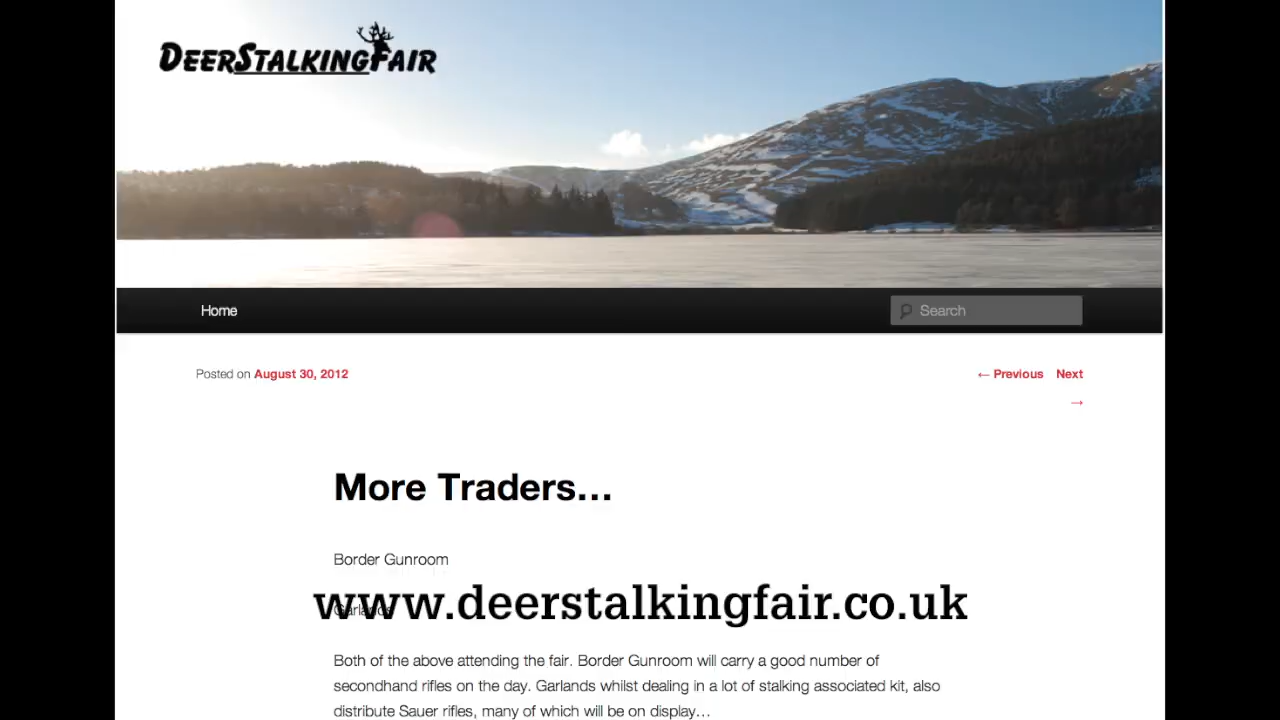 DEERSTALKINGFAIR
Home
Search
Posted on August 30, 2012
← Previous Next
→
More Traders...
Border Gunroom
Garlands
www.deerstalkingfair.co.uk
Both of the above attending the fair. Border Gunroom will carry a good number of
secondhand rifles on the day. Garlands whilst dealing in a lot of stalking associated kit, also
distribute Sauer rifles, many of which will be on display...